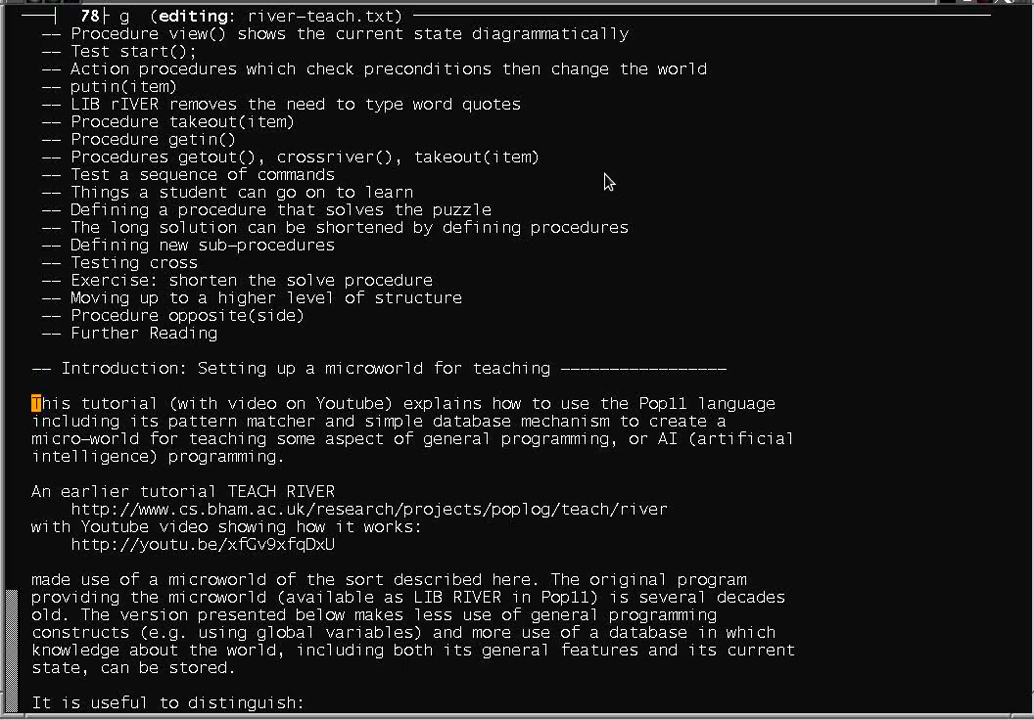 78 g (editing: river-teach.txt)
-- Procedure view() shows the current state diagrammatically
-- Test start();
-- Action procedures which check preconditions then change the world
-- putin(item)
-- LIB rIVER removes the need to type word quotes
-- Procedure takeout(item)
-- Procedure getin()
-- Procedures getout(), crossriver(), takeout(item)
-- Test a sequence of commands
-- Things a student can go on to learn
-- Defining a procedure that solves the puzzle
-- The long solution can be shortened by defining procedures
-- Defining new sub-procedures
-- Testing cross
-- Exercise: shorten the solve procedure
-- Moving up to a higher level of structure
-- Procedure opposite(side)
-- Further Reading
-- Introduction: Setting up a microworld for teaching -----------------
This tutorial (with video on Youtube) explains how to use the Pop11 language
including its pattern matcher and simple database mechanism to create a
micro-world for teaching some aspect of general programming, or AI (artificial
intelligence) programming.
An earlier tutorial TEACH RIVER
http://www.cs.bham.ac.uk/research/projects/poplog/teach/river
with Youtube video showing how it works:
http://youtu.be/xfGv9xfqDxU
made use of a microworld of the sort described here. The original program
providing the microworld (available as LIB RIVER in Pop11) is several decades
old. The version presented below makes less use of general programming
constructs (e.g. using global variables) and more use of a database in which
knowledge about the world, including both its general features and its current
state, can be stored.
It is useful to distinguish: